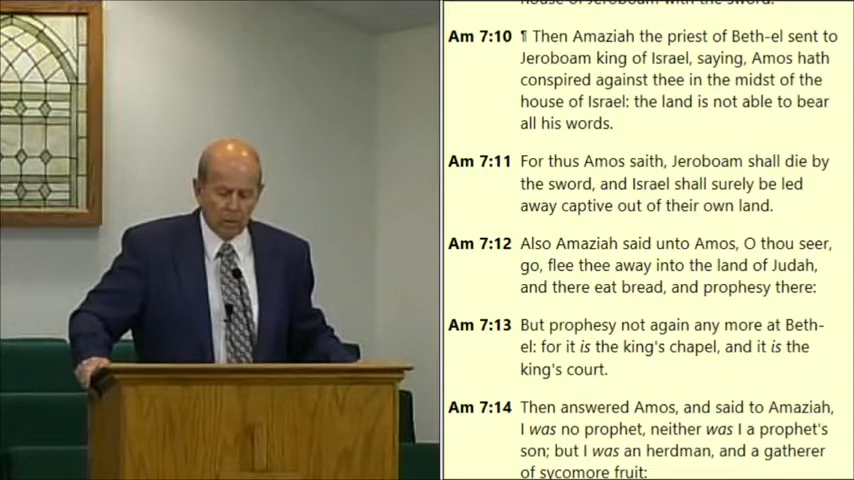 house of Jeroboam with the sword.
Am 7:10 ¶ Then Amaziah the priest of Beth-el sent to
Jeroboam king of Israel, saying, Amos hath
conspired against thee in the midst of the
house of Israel: the land is not able to bear
all his words.
Am 7:11 For thus Amos saith, Jeroboam shall die by
the sword, and Israel shall surely be led
away captive out of their own land.
Am 7:12 Also Amaziah said unto Amos, O thou seer,
go, flee thee away into the land of Judah,
and there eat bread, and prophesy there:
Am 7:13 But prophesy not again any more at Beth-
el: for it is the king's chapel, and it is the
king's court.
Am 7:14 Then answered Amos, and said to Amaziah,
I was no prophet, neither was I a prophet's
son; but I was an herdman, and a gatherer
of sycomore fruit: